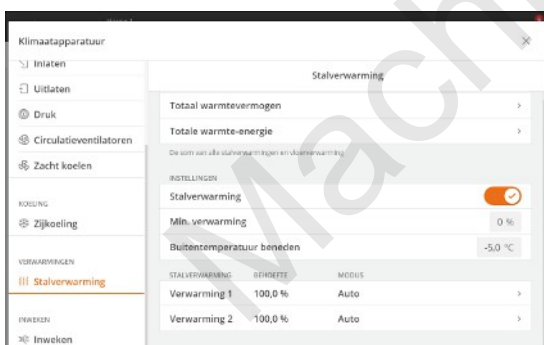 Klimaatapparatuur
Inlaten
Uitlaten
Druk
Circulatieventilatoren
Zacht koelen
KOELING
Zijkoeling
VERWARMINGEN
Stalverwarming
INWEKEN
Inweken
Stalverwarming
Totaal warmtevermogen
Totale warmte-energie
De som van alle stalverwarmingen en vloerverwarming
INSTELLINGEN
Stalverwarming
Min. verwarming 0 %
Buitentemperatuur beneden -5,0 °C
STALVERWARMING BEHOEFTE MODUS
Verwarming 1 100,0 % Auto
Verwarming 2 100,0 % Auto